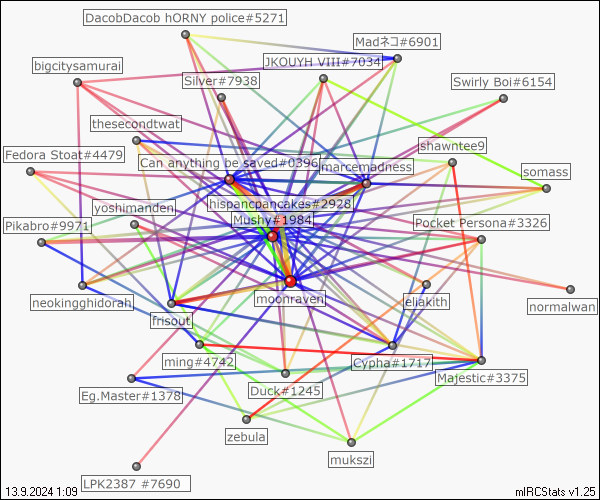 DacobDacob hORNY police#5271
Madネコ#6901
JKOUYH VIII#7034
bigcitysamurai
Silver#7938
Swirly Boi#6154
thesecondtwat
shawntee9
Fedora Stoat#4479
Can anything be saved#0396
marcemadness
somass
hispancpancakes#2928
yoshimanden
Mushy#1984
Pikabro#9971
Pocket Persona#3326
neokingghidorah
moonraven
eliakith
normalwan
frisout
ming#4742
Cypha#1717
Majestic#3375
Duck#1245
Eg.Master#1378
zebula
mukszi
LPK2387 #7690
13.9.2024 1:09
mIRCStats v1.25